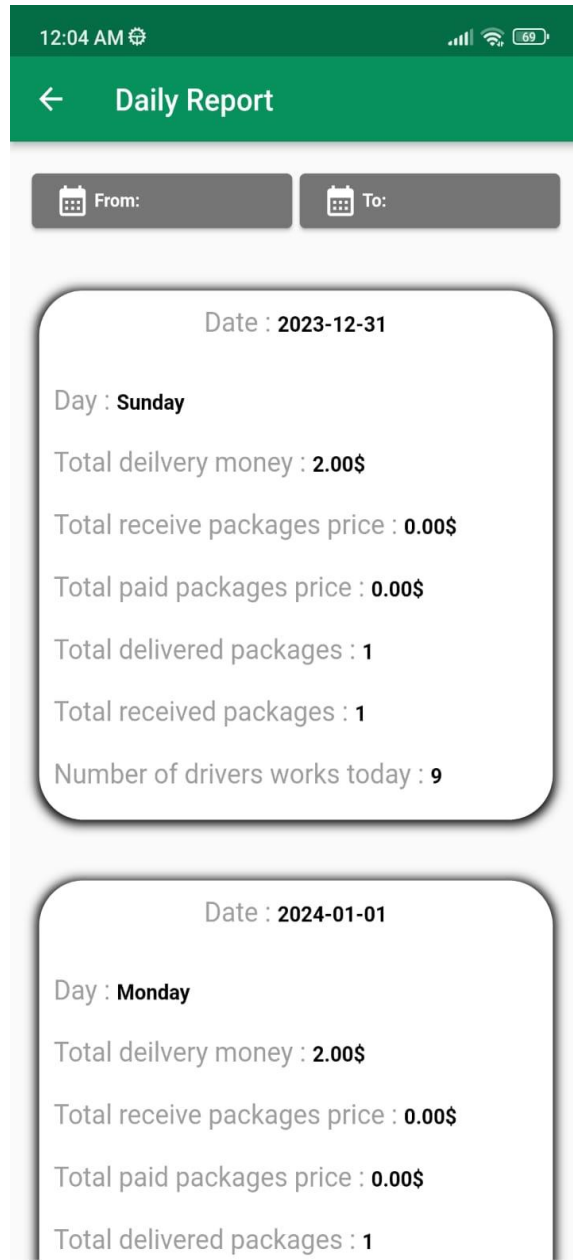 12:04 AM 69
Daily Report
From: To:
Date : 2023-12-31
Day : Sunday
Total deilvery money : 2.00$
Total receive packages price : 0.00$
Total paid packages price : 0.00$
Total delivered packages : 1
Total received packages : 1
Number of drivers works today : 9
Date : 2024-01-01
Day : Monday
Total deilvery money : 2.00$
Total receive packages price : 0.00$
Total paid packages price : 0.00$
Total delivered packages : 1